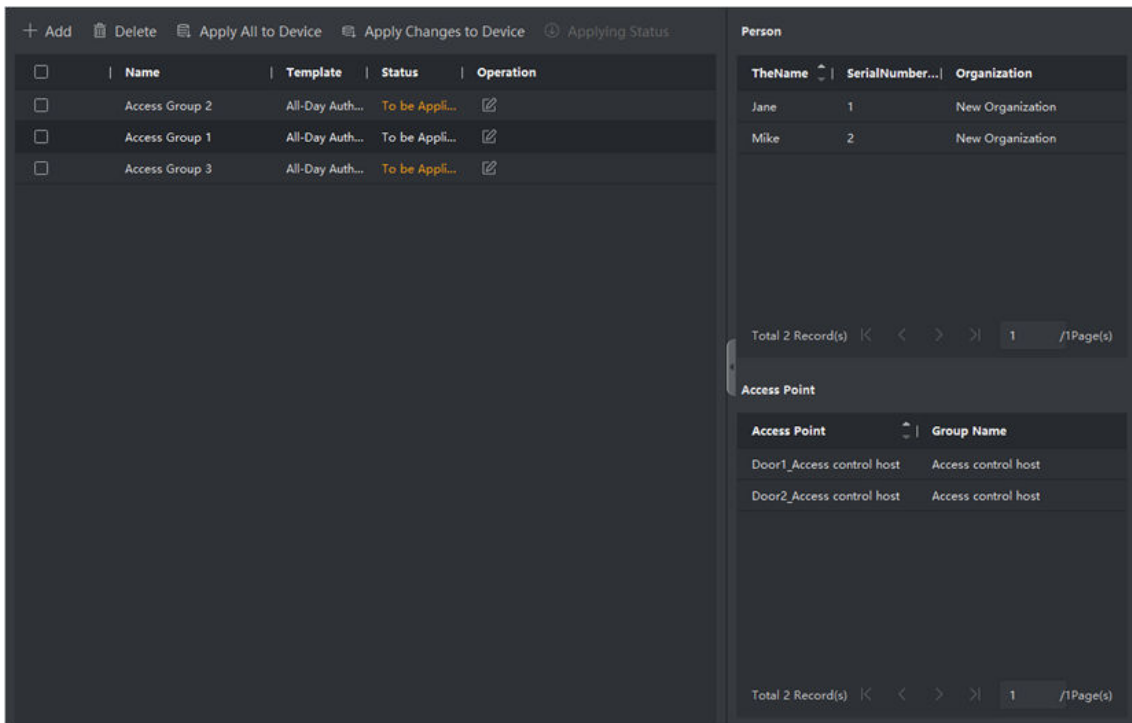 Add Delete Apply All to Device Apply Changes to Device Applying Status
Name Template Status Operation
Access Group 2 All-Day Auth... To be Appli...
Access Group 1 All-Day Auth... To be Appli...
Access Group 3 All-Day Auth... To be Appli...
Person
TheName SerialNumber... Organization
Jane 1 New Organization
Mike 2 New Organization
Total 2 Record(s) 1 /1Page(s)
Access Point
Access Point Group Name
Door1_Access control host Access control host
Door2_Access control host Access control host
Total 2 Record(s) 1 /1Page(s)